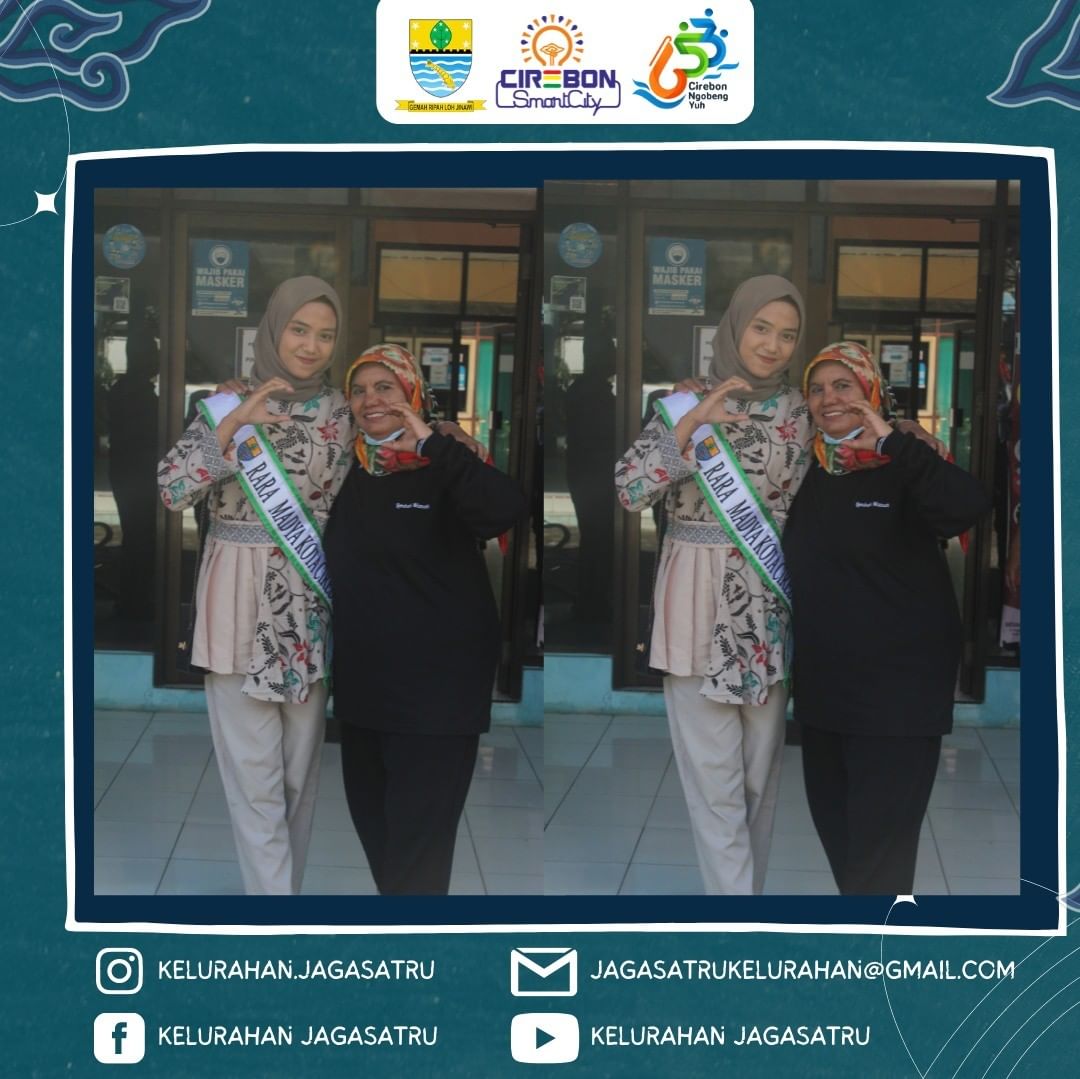 GEMAH RIPAH LOH JINAWI
CIREBON
SmartCity
653
Cirebon
Ngobeng
Yuh
WAJIB PAKAI
MASKER
RARA MADYA KOTA
WAJIB PAKAI
MASKER
RARA MADYA KOTA
KELURAHAN.JAGASATRU
JAGASATRUKELURAHAN@GMAIL.COM
KELURAHAN JAGASATRU
KELURAHAN JAGASATRU